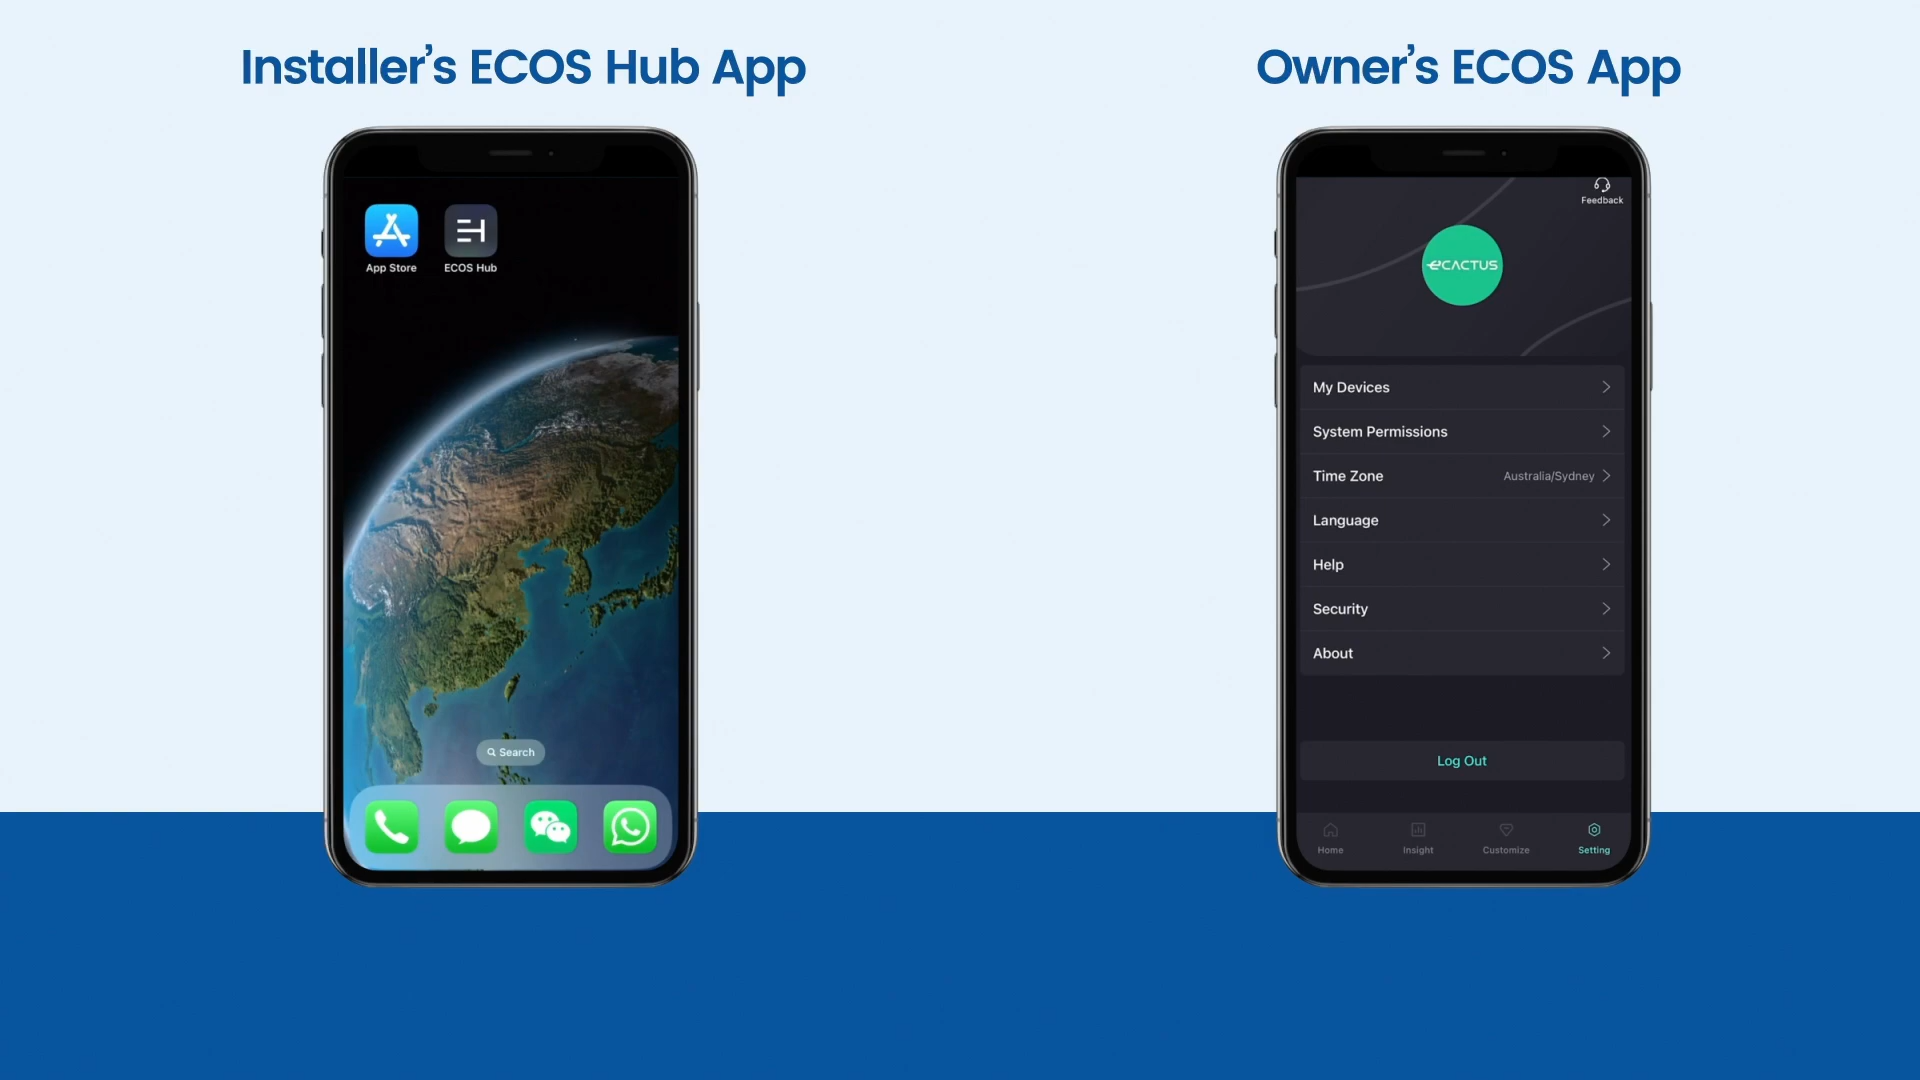 Installer’s ECOS Hub App
App Store
ECOS Hub
Search
Owner’s ECOS App
Feedback
eCACTUS
My Devices
System Permissions
Time Zone Australia/Sydney
Language
Help
Security
About
Log Out
Home Insight Customize Setting